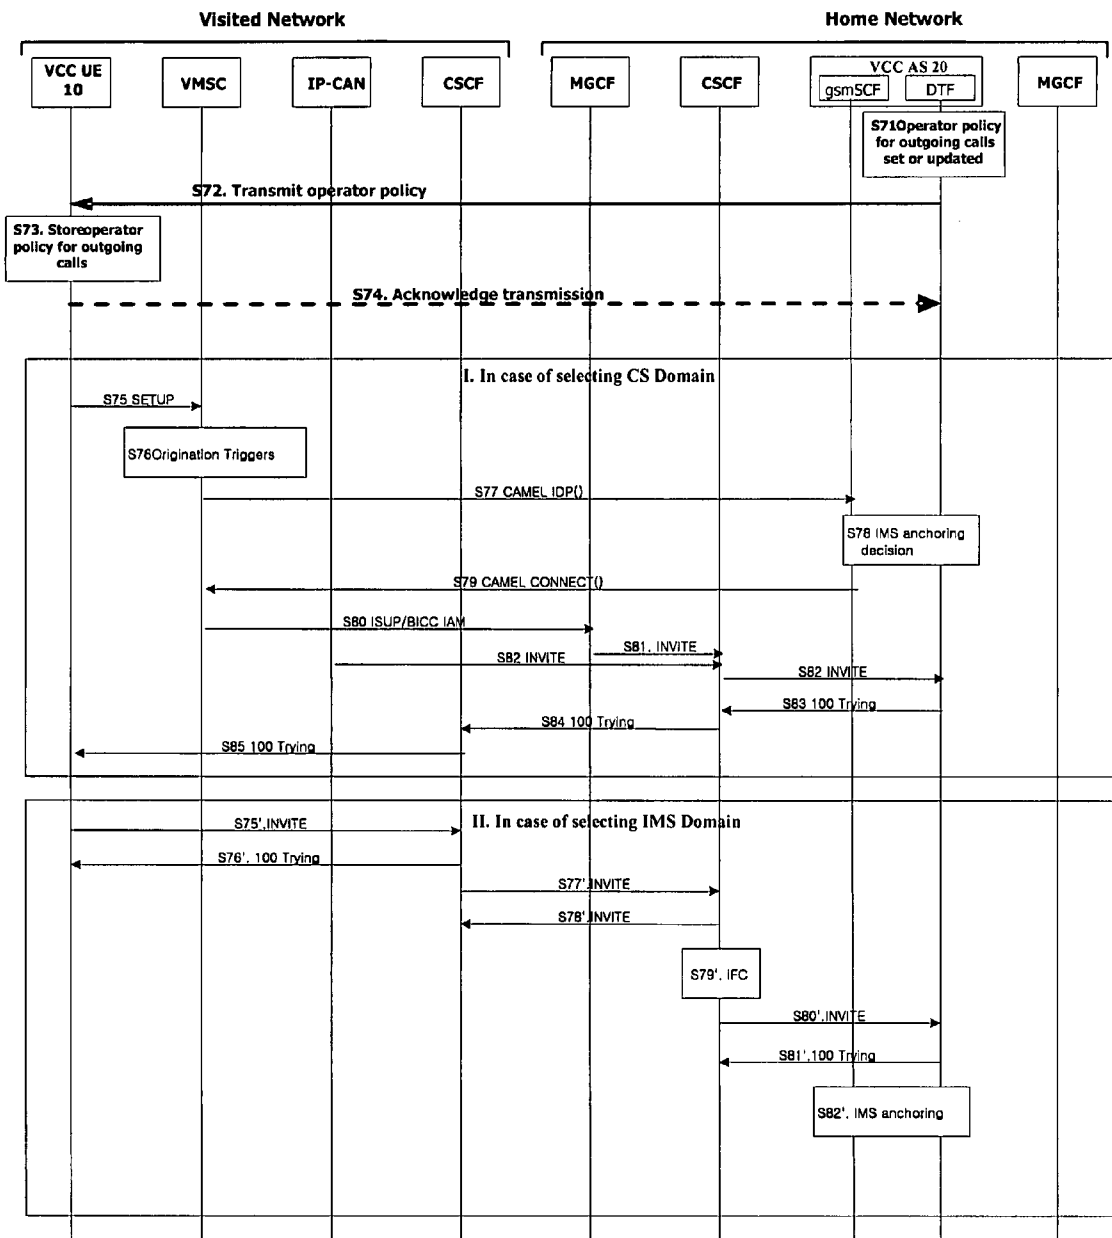 Visited Network
Home Network
VCC UE
10
VMSC
IP-CAN
CSCF
MGCF
CSCF
VCC AS 20
gsmSCF
DTF
MGCF
S71Operator policy
for outgoing calls
set or updated
S72. Transmit operator policy
S73. Storeoperator
policy for outgoing
calls
S74. Acknowledge transmission
I. In case of selecting CS Domain
S75 SETUP
S76Origination Triggers
S77 CAMEL IDP()
S78 IMS anchoring
decision
S79 CAMEL CONNECT()
S80 ISUP/BICC IAM
S81. INVITE
S82 INVITE
S82 INVITE
S83 100 Trying
S84 100 Trying
S85 100 Trying
II. In case of selecting IMS Domain
S75'.INVITE
S76'. 100 Trying
S77'.INVITE
S78'.INVITE
S79'. IFC
S80'.INVITE
S81'.100 Trying
S82'. IMS anchoring